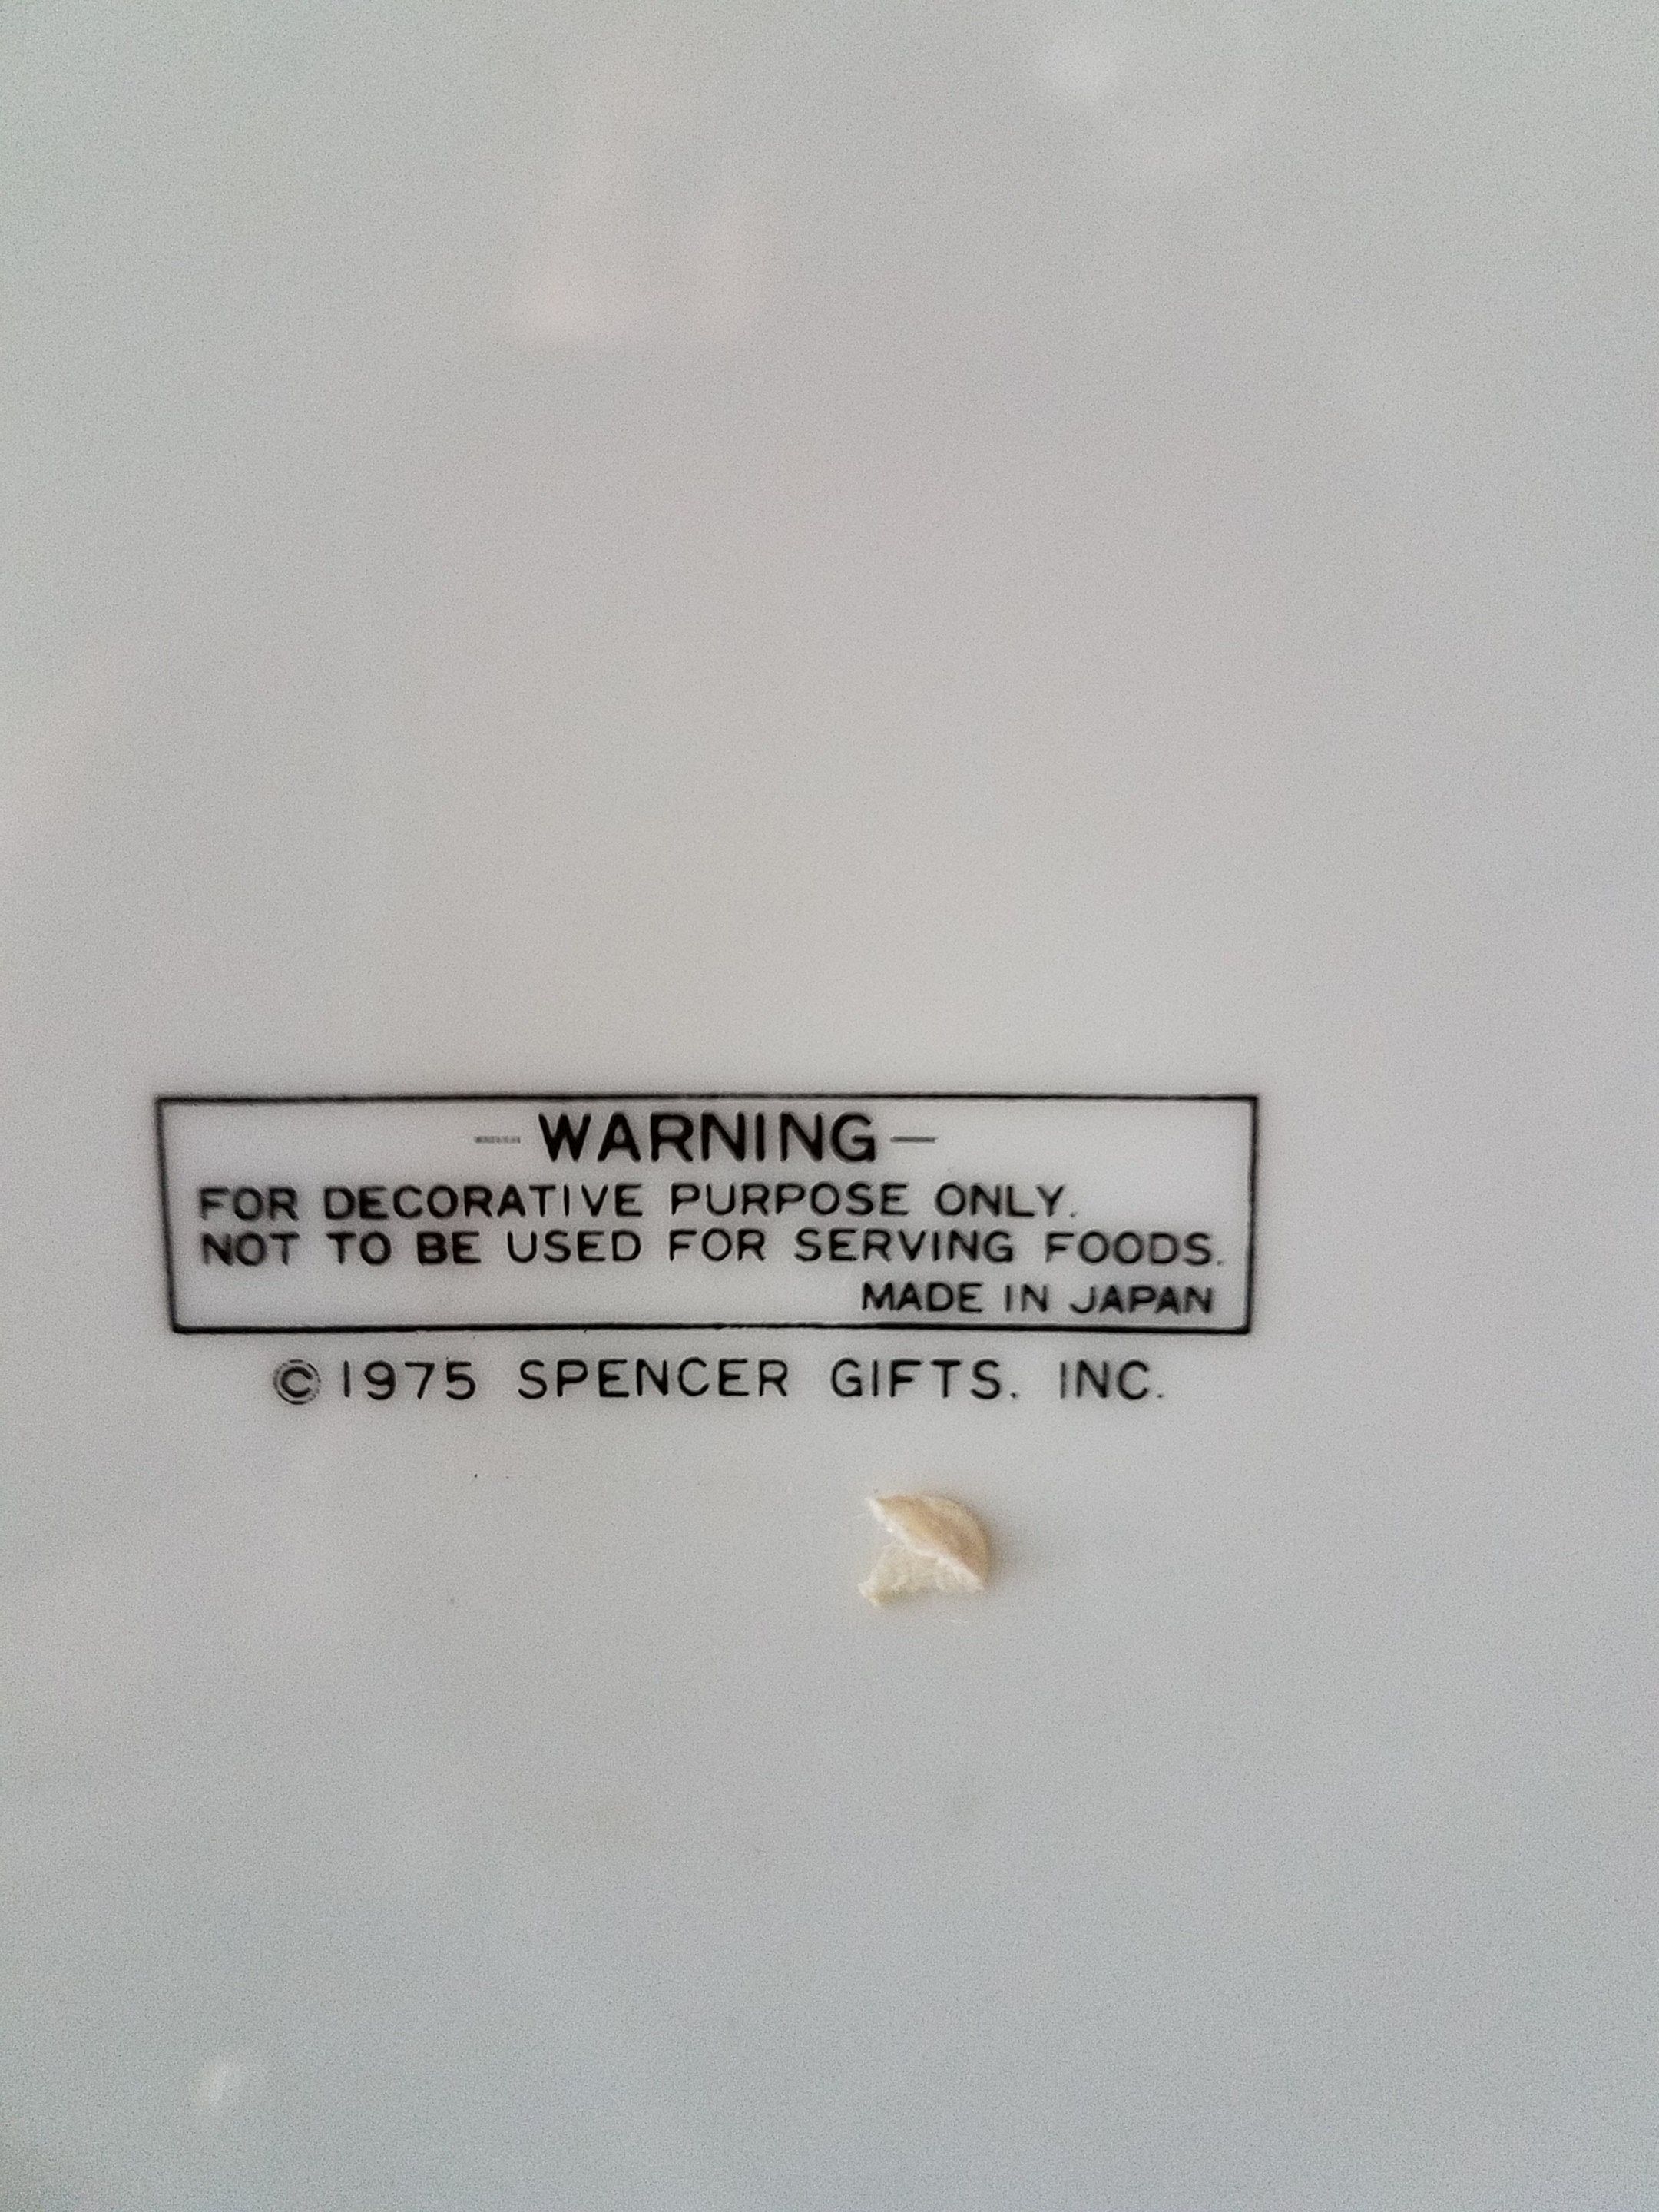 — WARNING —
FOR DECORATIVE PURPOSE ONLY.
NOT TO BE USED FOR SERVING FOODS.
MADE IN JAPAN
©1975 SPENCER GIFTS. INC.